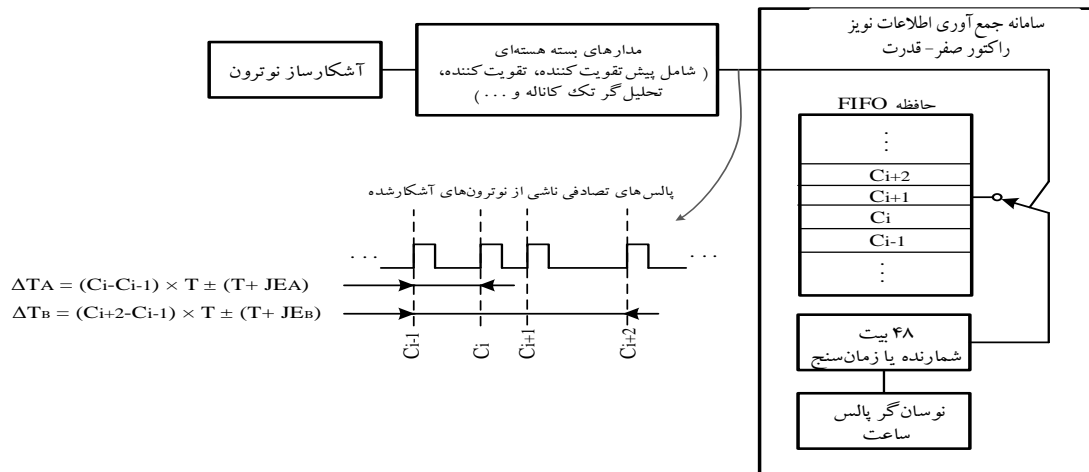 سامانه جمع‌آوری اطلاعات نویز
راکتور صفر– قدرت
آشکارساز نوترون
مدارهای بسته هسته‌ای
( شامل پیش‌تقویت‌کننده، تقویت‌کننده،
تحلیل‌گر تک کاناله و ...)
حافظه FIFO
⋮
Ci+2
Ci+1
Ci
Ci-1
⋮
پالس‌های تصادفی ناشی از نوترون‌های آشکارشده
... ...
ΔTA = (Ci-Ci-1) × T ± (T+ JEA)
ΔTB = (Ci+2-Ci-1) × T ± (T+ JEB)
Ci-1
Ci
Ci+1
Ci+2
۴۸ بیت
شمارنده یا زمان‌سنج
نوسان‌گر پالس
ساعت